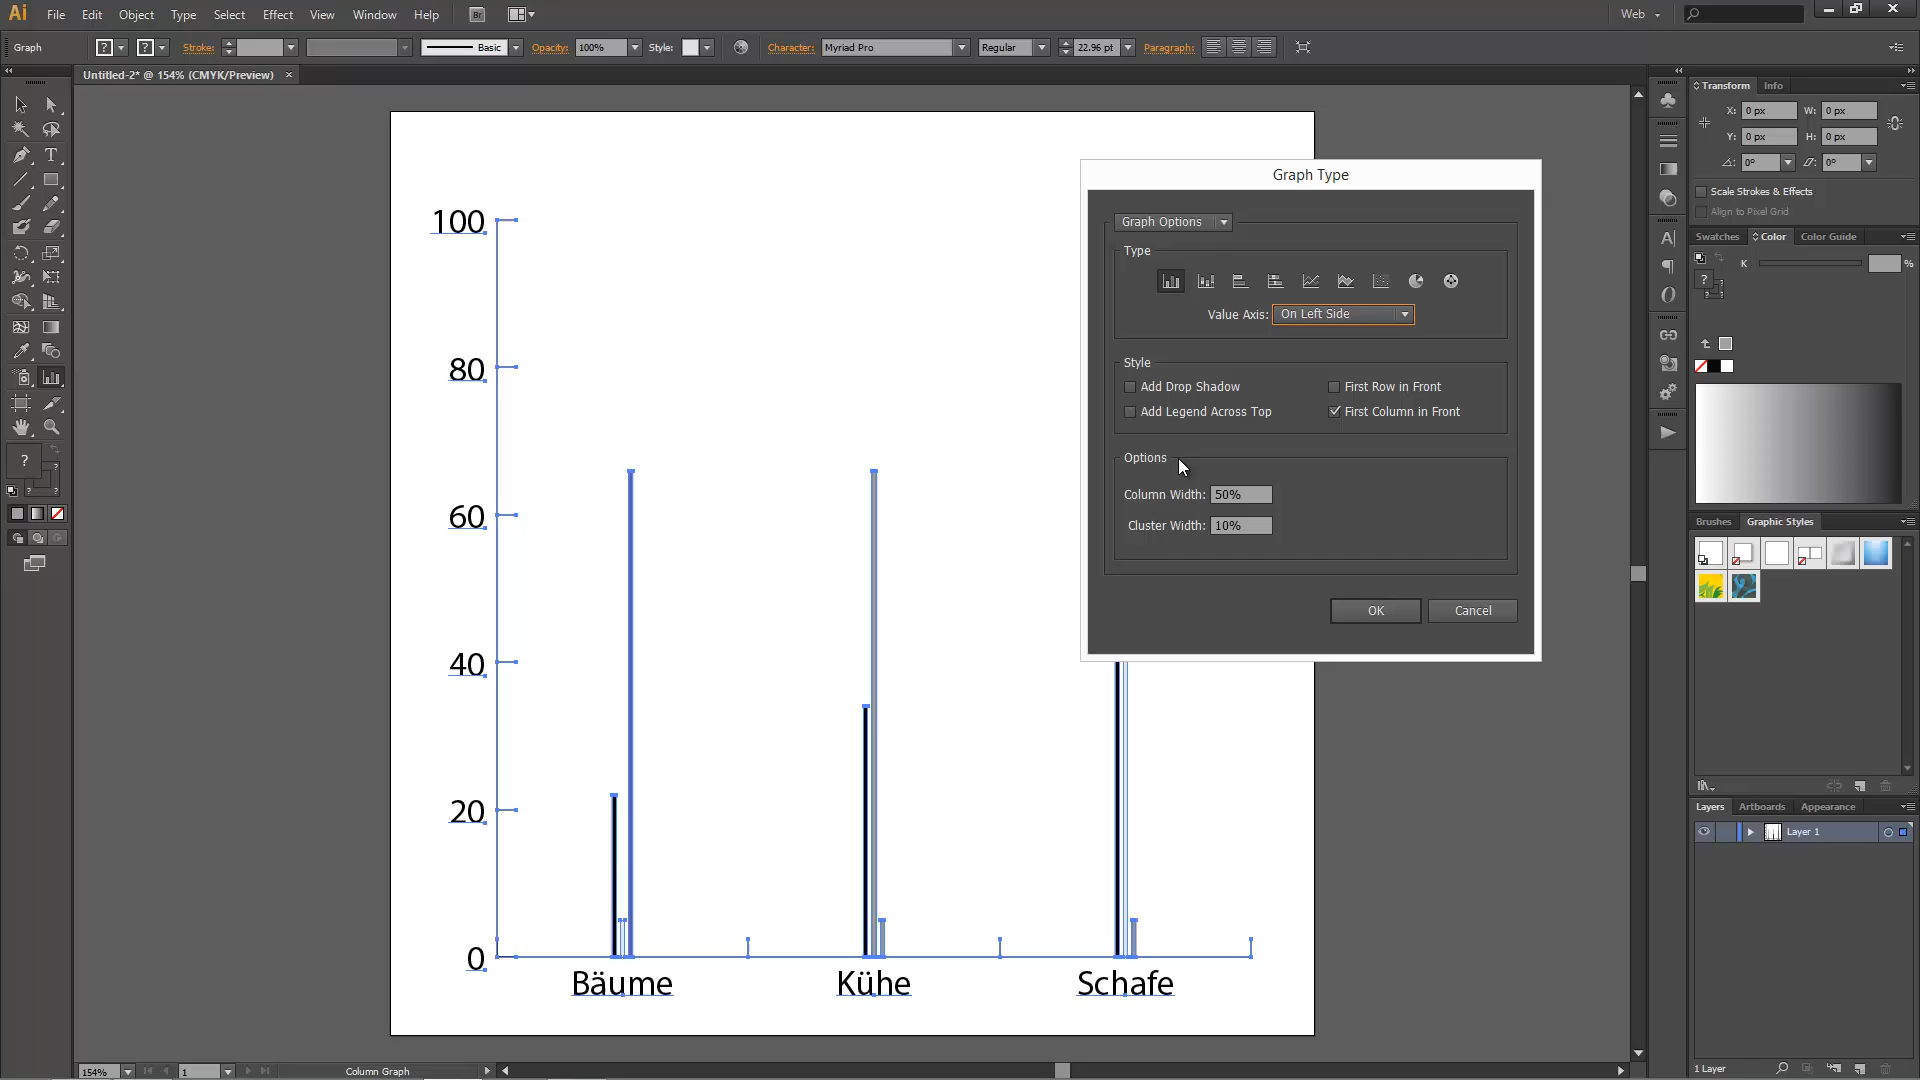 Ai File Edit Object Type Select Effect View Window Help Br Web
Graph ? ? Stroke: Basic Opacity: 100% Style: Character: Myriad Pro Regular 22.96 pt Paragraph:
Untitled-2* @ 154% (CMYK/Preview) ×
100
80
60
40
20
0
Bäume Kühe Schafe
Graph Type
Graph Options
Type
Value Axis: On Left Side
Style
Add Drop Shadow First Row in Front
Add Legend Across Top First Column in Front
Options
Column Width: 50%
Cluster Width: 10%
OK Cancel
Transform Info
X: 0 px W: 0 px
Y: 0 px H: 0 px
0° 0°
Scale Strokes & Effects
Align to Pixel Grid
Swatches Color Color Guide
K %
?
Brushes Graphic Styles
Layers Artboards Appearance
Layer 1
1 Layer
154% 1 Column Graph